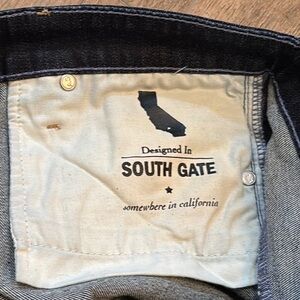 Designed In
SOUTH GATE
somewhere in california